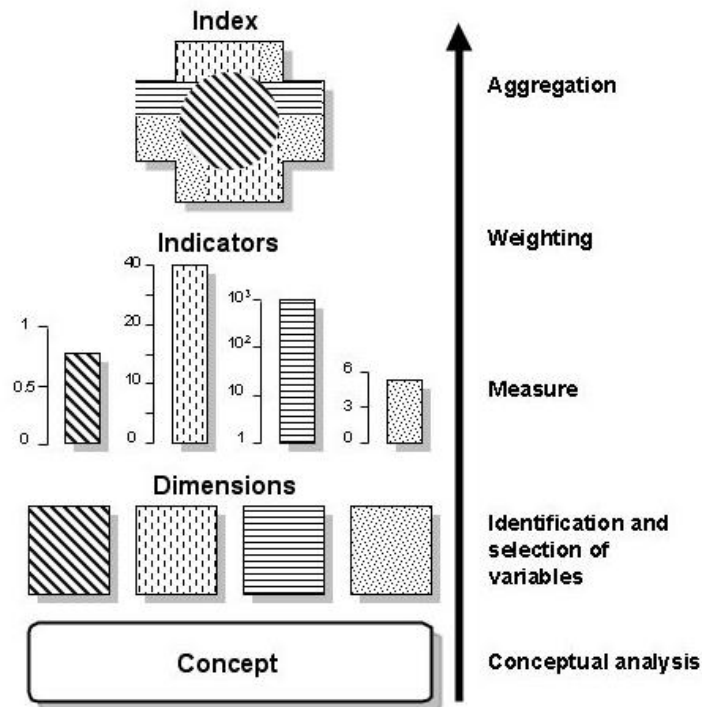 Index
Aggregation
Weighting
Indicators
1
0.5
0
40
20
10
0
10³
10²
10
1
6
3
0
Measure
Dimensions
Identification and
selection of
variables
Concept
Conceptual analysis